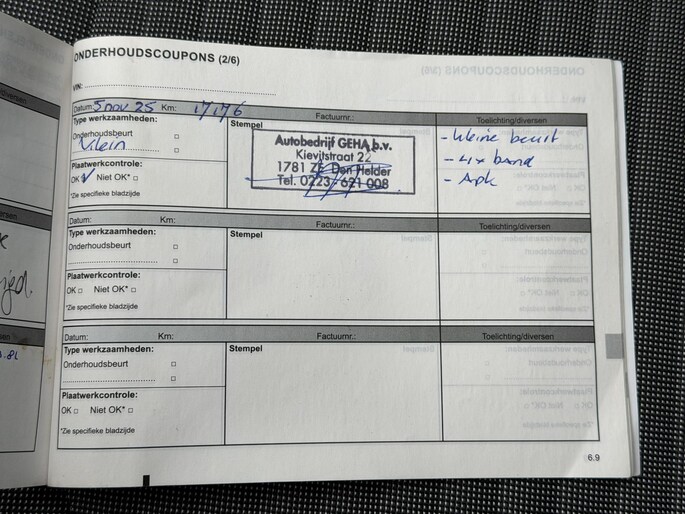 ONDERHOUDSCOUPONS (2/6)
VIN:
Datum: 5 nov 25 Km: Factuurnr.: Toelichting/diversen
Type werkzaamheden: Stempel
Onderhoudsbeurt
klein
Plaatwerkcontrole:
OK Niet OK*
*Zie specifieke bladzijde
Autobedrijf GEHA b.v.
Kievitstraat 22
1781 ZE Den Helder
Tel. 0223-621 008
- kleine beurt
- 4x band
- Apk
Datum: Km: Factuurnr.: Toelichting/diversen
Type werkzaamheden: Stempel
Onderhoudsbeurt
Plaatwerkcontrole:
OK Niet OK*
*Zie specifieke bladzijde
Datum: Km: Factuurnr.: Toelichting/diversen
Type werkzaamheden: Stempel
Onderhoudsbeurt
Plaatwerkcontrole:
OK Niet OK*
*Zie specifieke bladzijde
6.9